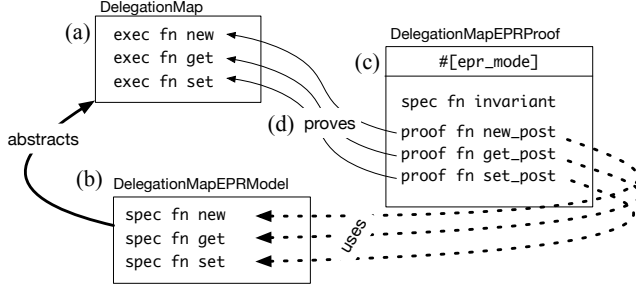 DelegationMap
(a)
exec fn new
exec fn get
exec fn set
DelegationMapEPRProof
(c)
#[epr_mode]
spec fn invariant
proof fn new_post
proof fn get_post
proof fn set_post
(d) proves
abstracts
(b)
DelegationMapEPRModel
spec fn new
spec fn get
spec fn set
uses